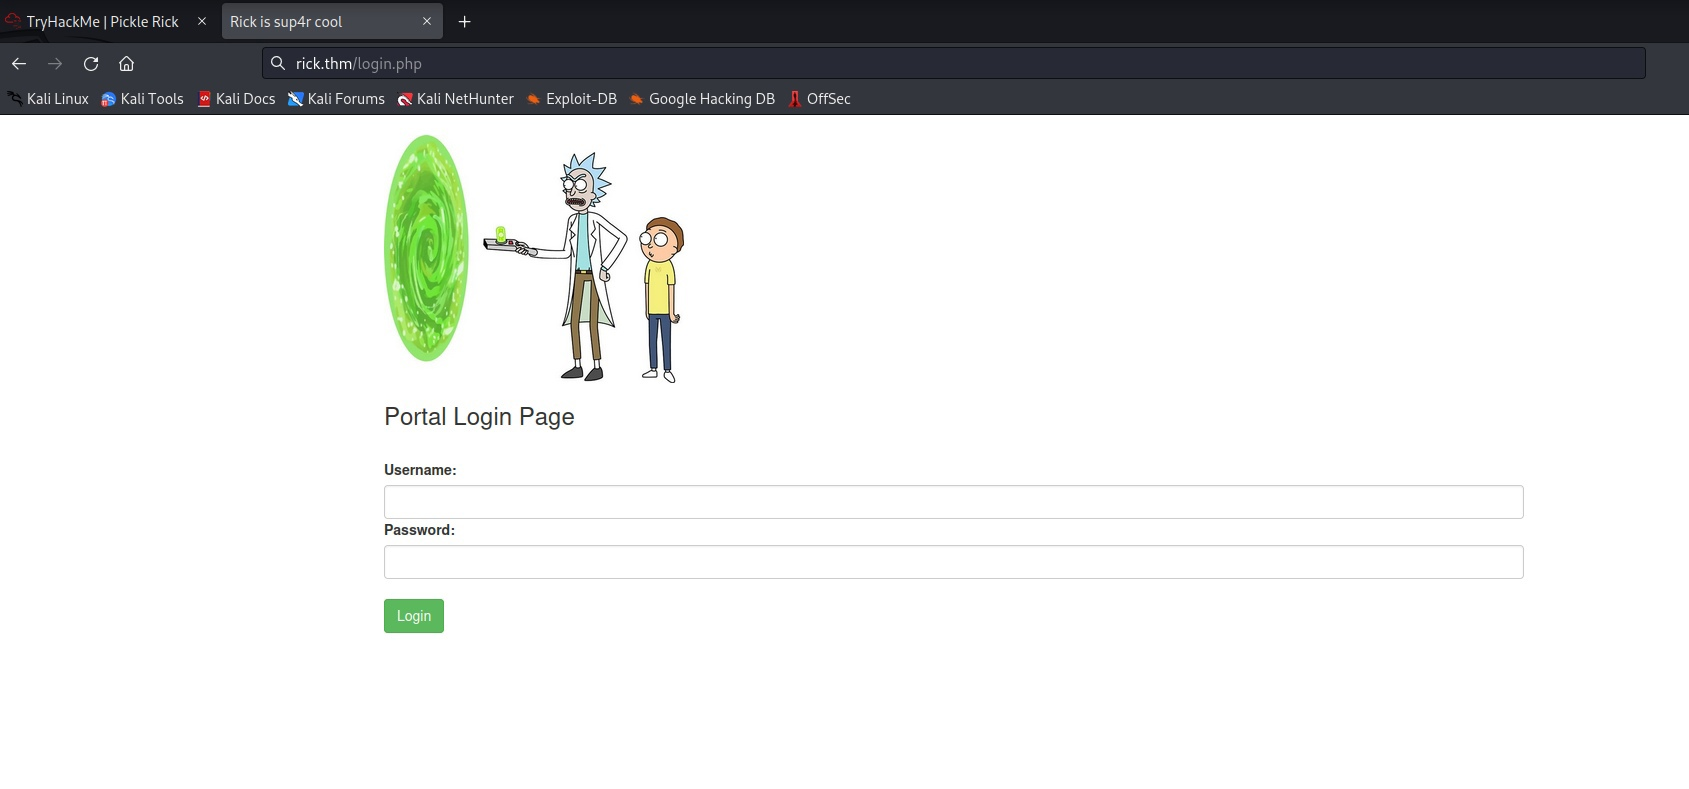 TryHackMe | Pickle Rick
Rick is sup4r cool
rick.thm/login.php
Kali Linux Kali Tools Kali Docs Kali Forums Kali NetHunter Exploit-DB Google Hacking DB OffSec
Portal Login Page
Username:
Password:
Login